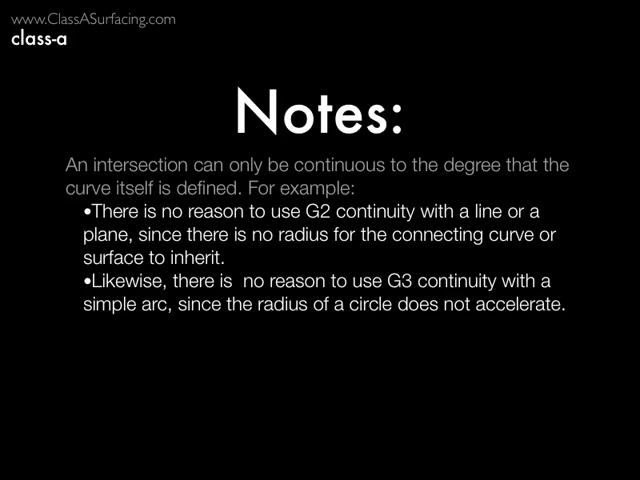 www.ClassASurfacing.com
class-a
Notes:
An intersection can only be continuous to the degree that the
curve itself is defined. For example:
•There is no reason to use G2 continuity with a line or a
plane, since there is no radius for the connecting curve or
surface to inherit.
•Likewise, there is  no reason to use G3 continuity with a
simple arc, since the radius of a circle does not accelerate.